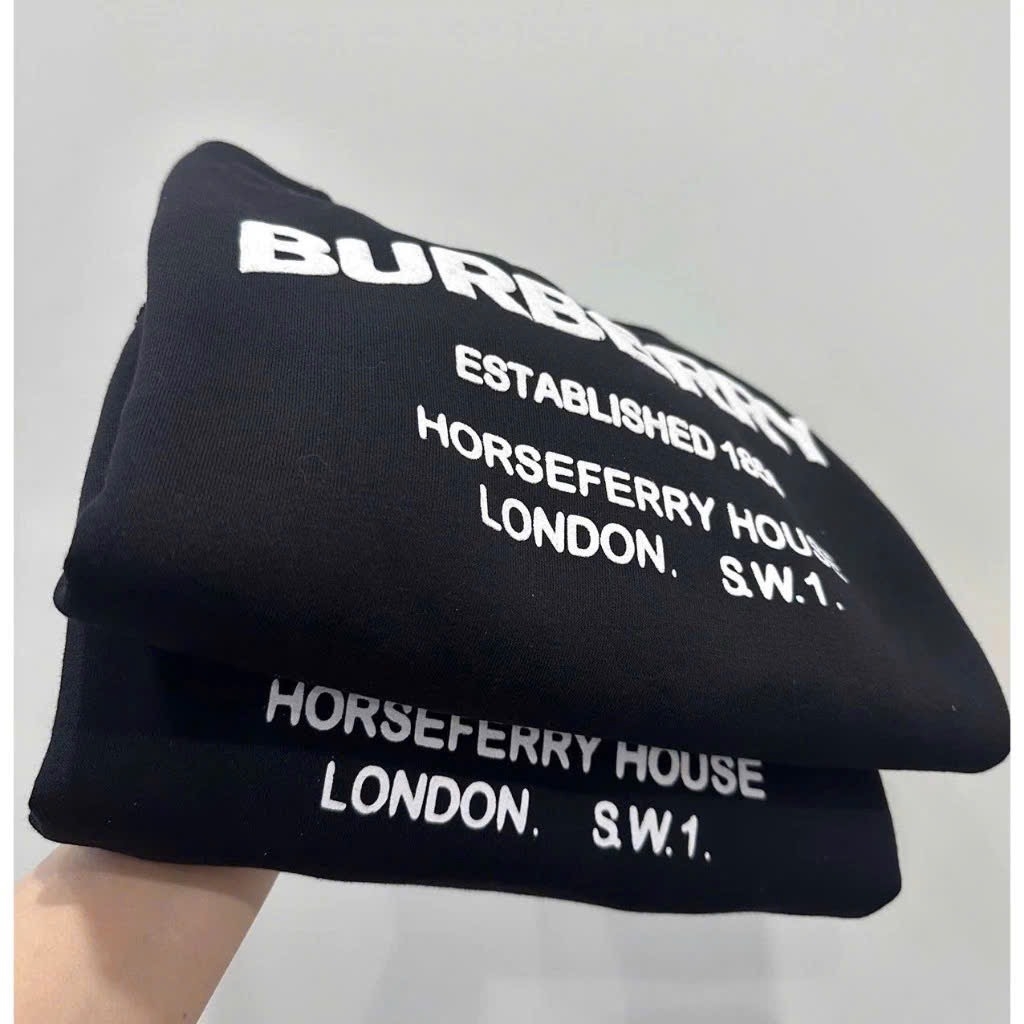 BURBERRY
ESTABLISHED
HORSEFERRY HOUSE
LONDON. S.W.1.
HORSEFERRY HOUSE
LONDON. S.W.1.